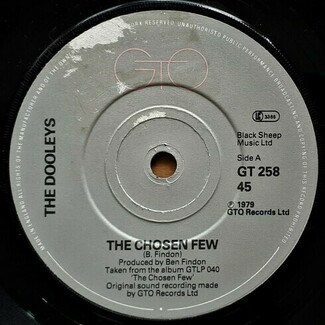 GTO
THE DOOLEYS
3065
Black Sheep
Music Ltd
Side A
GT 258
45
℗ 1979
GTO Records Ltd
THE CHOSEN FEW
(B. Findon)
Produced by Ben Findon
Taken from the album GTLP 040
'The Chosen Few'
Original sound recording made
by GTO Records Ltd